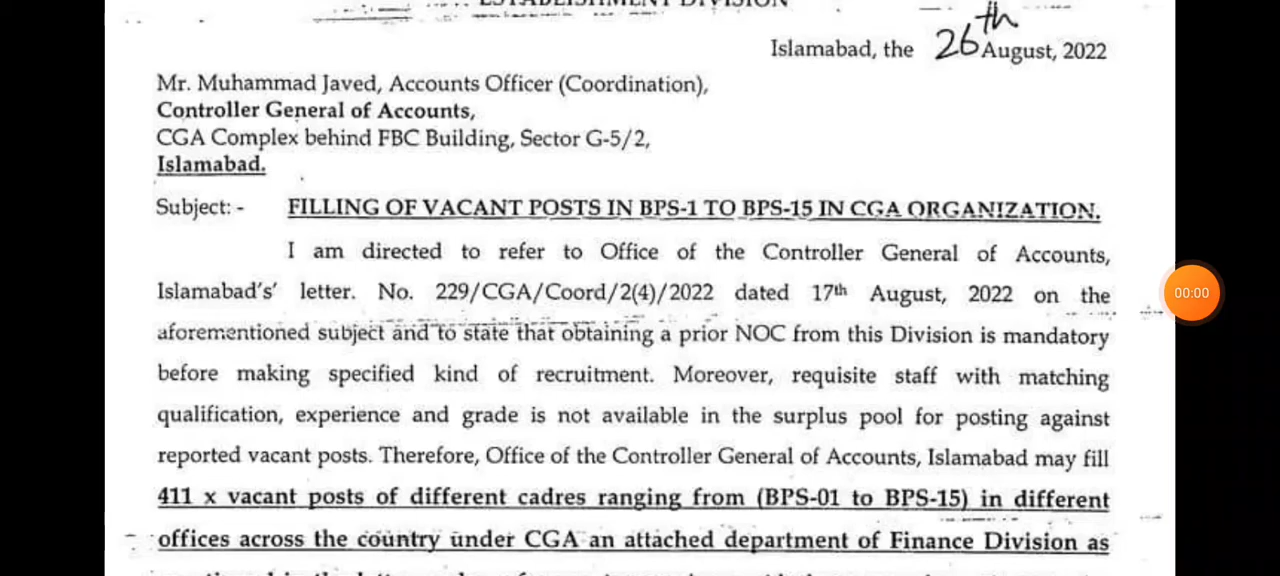 ESTABLISHMENT DIVISION
Islamabad, the 26th August, 2022
Mr. Muhammad Javed, Accounts Officer (Coordination),
Controller General of Accounts,
CGA Complex behind FBC Building, Sector G-5/2,
Islamabad.
Subject: - FILLING OF VACANT POSTS IN BPS-1 TO BPS-15 IN CGA ORGANIZATION.
I am directed to refer to Office of the Controller General of Accounts,
Islamabad's' letter. No. 229/CGA/Coord/2(4)/2022 dated 17th August, 2022 on the
00:00
aforementioned subject and to state that obtaining a prior NOC from this Division is mandatory
before making specified kind of recruitment. Moreover, requisite staff with matching
qualification, experience and grade is not available in the surplus pool for posting against
reported vacant posts. Therefore, Office of the Controller General of Accounts, Islamabad may fill
411 x vacant posts of different cadres ranging from (BPS-01 to BPS-15) in different
offices across the country under CGA an attached department of Finance Division as